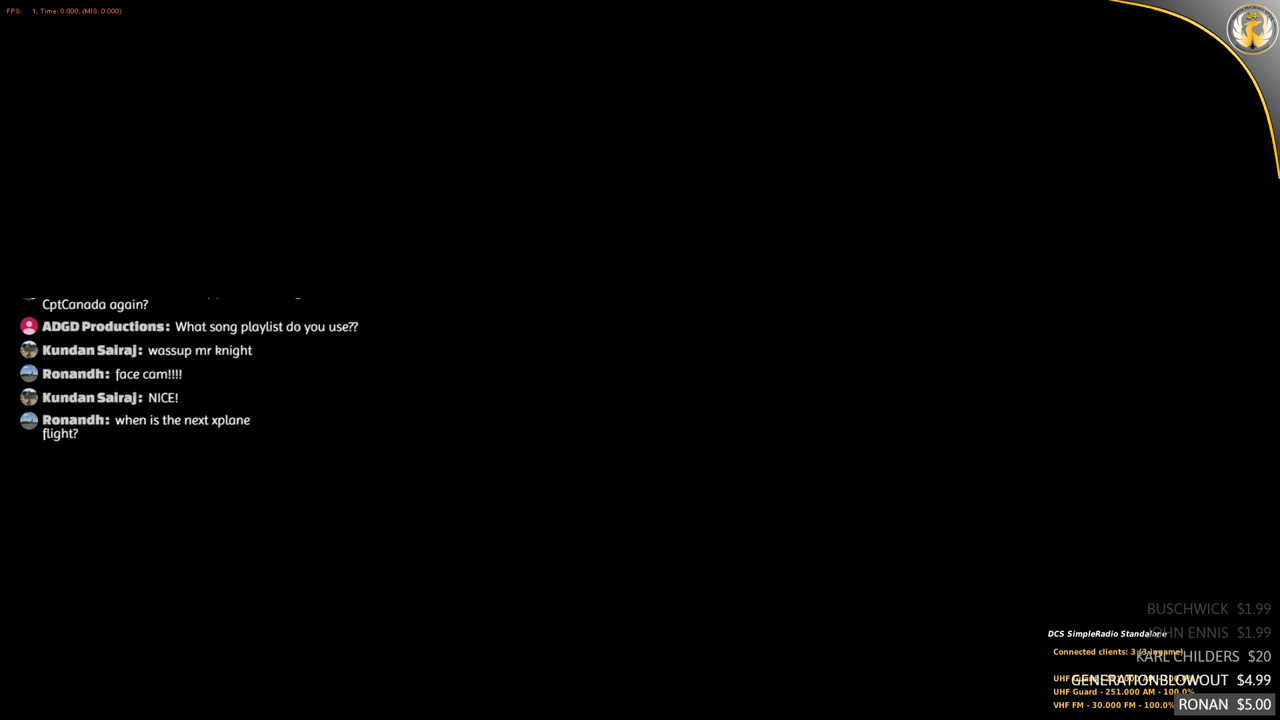 FPS: 1; Time: 0.000; (MIS: 0.000)
24
CptCanada again?
ADGD Productions: What song playlist do you use??
Kundan Sairaj: wassup mr knight
Ronandh: face cam!!!!
Kundan Sairaj: NICE!
Ronandh: when is the next xplane
flight?
BUSCHWICK $1.99
DCS SimpleRadio Standalone
JOHN ENNIS $1.99
Connected clients: 3
KARL CHILDERS $20
GENERATIONBLOWOUT $4.99
UHF Guard - 251.000 AM - 100.0%
VHF FM - 30.000 FM - 100.0%
RONAN $5.00